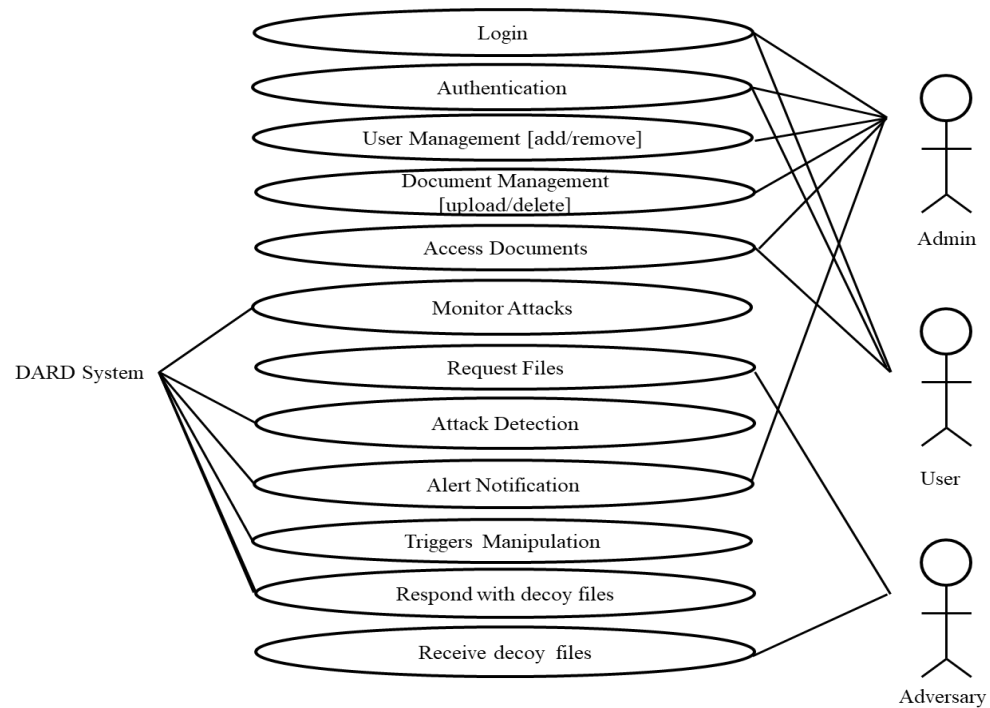 Login
Authentication
User Management [add/remove]
Document Management
[upload/delete]
Access Documents
Monitor Attacks
Request Files
Attack Detection
Alert Notification
Triggers Manipulation
Respond with decoy files
Receive decoy files
DARD System
Admin
User
Adversary